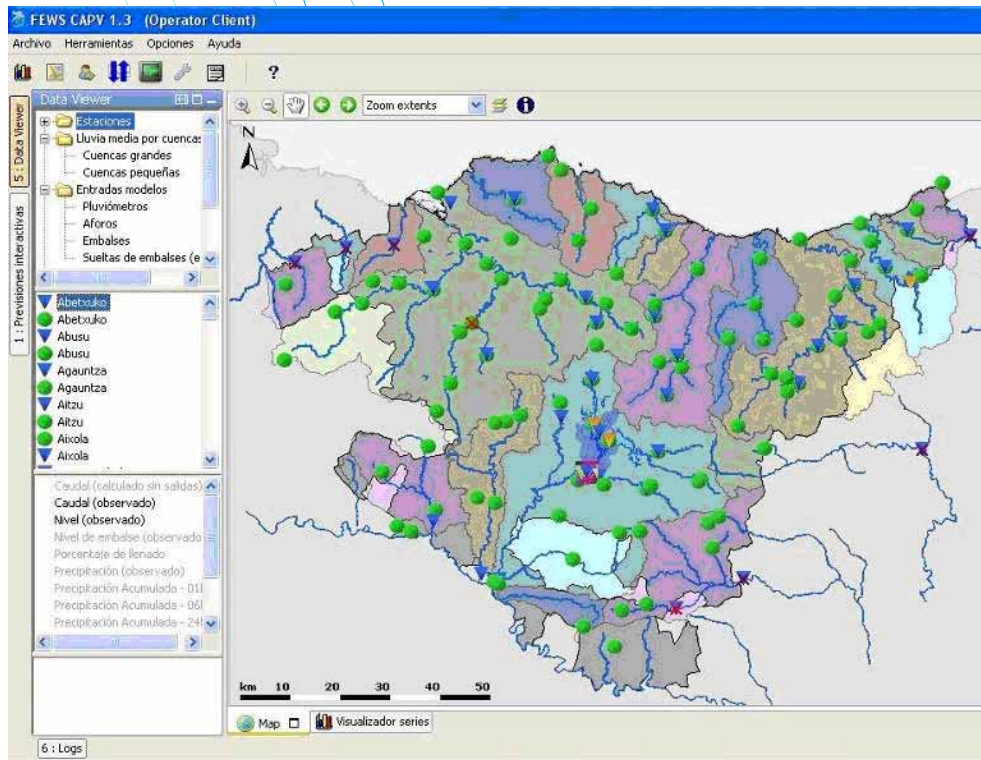 FEWS CAPV 1.3 (Operator Client)
Archivo Herramientas Opciones Ayuda
?
5 : Data Viewer
1 : Previsiones interactivas
Data Viewer
Estaciones
Lluvia media por cuencas
Cuencas grandes
Cuencas pequeñas
Entradas modelos
Pluviómetros
Aforos
Embalses
Sueltas de embalses (e
Abetxuko
Abetxuko
Abusu
Abusu
Agauntza
Agauntza
Aitzu
Aitzu
Aixola
Aixola
Caudal (calculado sin salidas)
Caudal (observado)
Nivel (observado)
Nivel de embalse (observado
Porcentaje de llenado
Precipitación (observado)
Precipitación Acumulada - 01
Precipitación Acumulada - 06
Precipitación Acumulada - 24
Zoom extents
N
km 10 20 30 40 50
Map
Visualizador series
6 : Logs